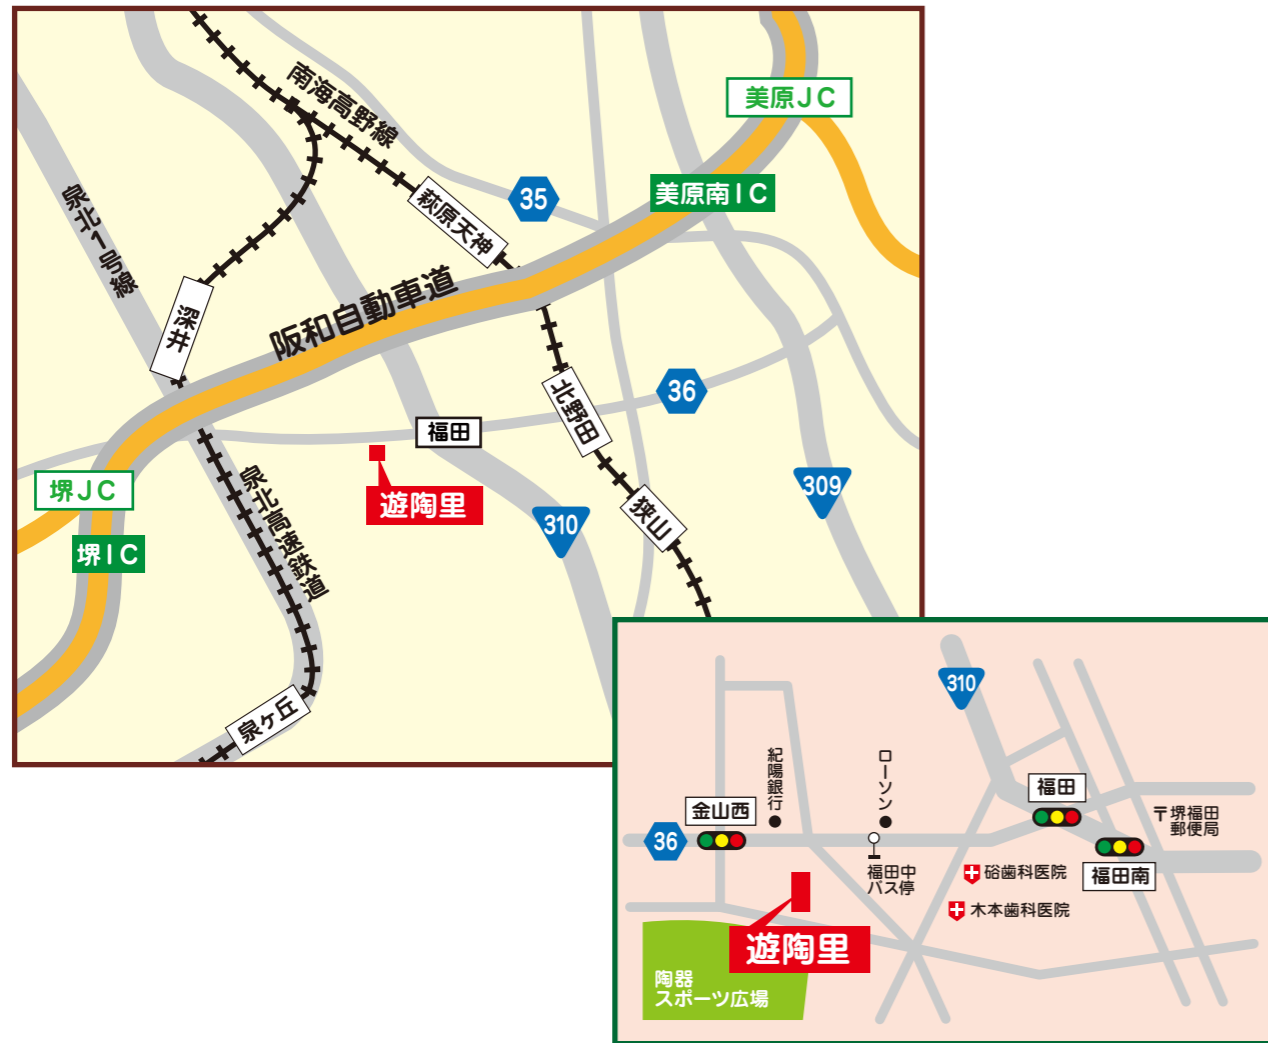 南海高野線
美原JC
35
美原南IC
萩原天神
泉北1号線
阪和自動車道
深井
36
北野田
福田
309
堺JC
遊陶里
泉北高速鉄道
狭山
310
堺IC
泉ヶ丘
310
紀陽銀行
ローソン
福田
金山西
〒堺福田
郵便局
36
福田中
バス停
硲歯科医院
福田南
木本歯科医院
遊陶里
陶器
スポーツ広場